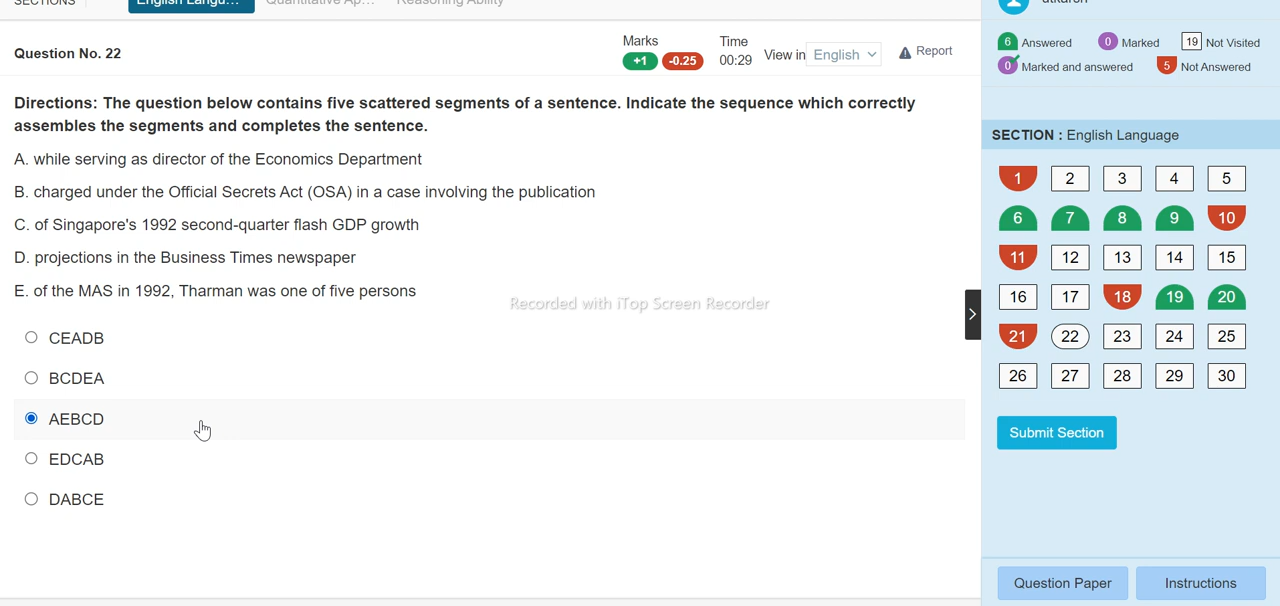 SECTIONS English Langu... Quantitative Ap... Reasoning Ability
Question No. 22
Marks
+1 -0.25
Time
00:29
View in English
Report
Directions: The question below contains five scattered segments of a sentence. Indicate the sequence which correctly
assembles the segments and completes the sentence.
A. while serving as director of the Economics Department
B. charged under the Official Secrets Act (OSA) in a case involving the publication
C. of Singapore's 1992 second-quarter flash GDP growth
D. projections in the Business Times newspaper
E. of the MAS in 1992, Tharman was one of five persons
Recorded with iTop Screen Recorder
CEADB
BCDEA
AEBCD
EDCAB
DABCE
6 Answered 0 Marked 19 Not Visited
0 Marked and answered 5 Not Answered
SECTION : English Language
1 2 3 4 5
6 7 8 9 10
11 12 13 14 15
16 17 18 19 20
21 22 23 24 25
26 27 28 29 30
Submit Section
Question Paper Instructions